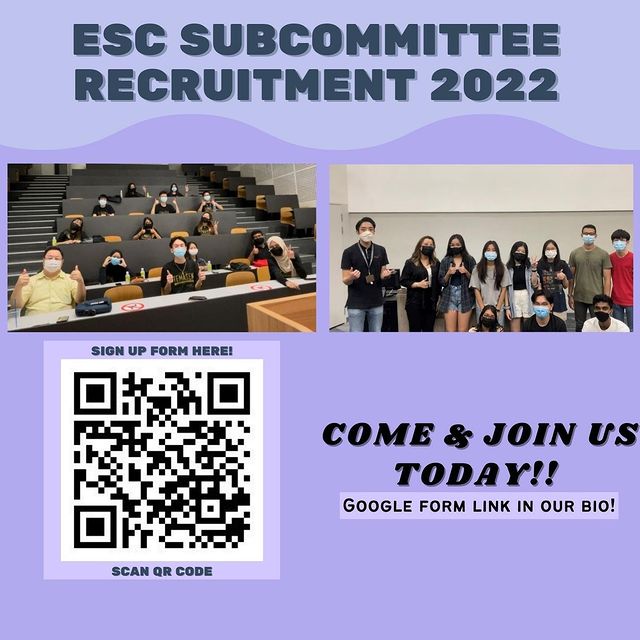 ESC SUBCOMMITTEE
RECRUITMENT 2022
SIGN UP FORM HERE!
SCAN QR CODE
COME & JOIN US
TODAY!!
GOOGLE FORM LINK IN OUR BIO!